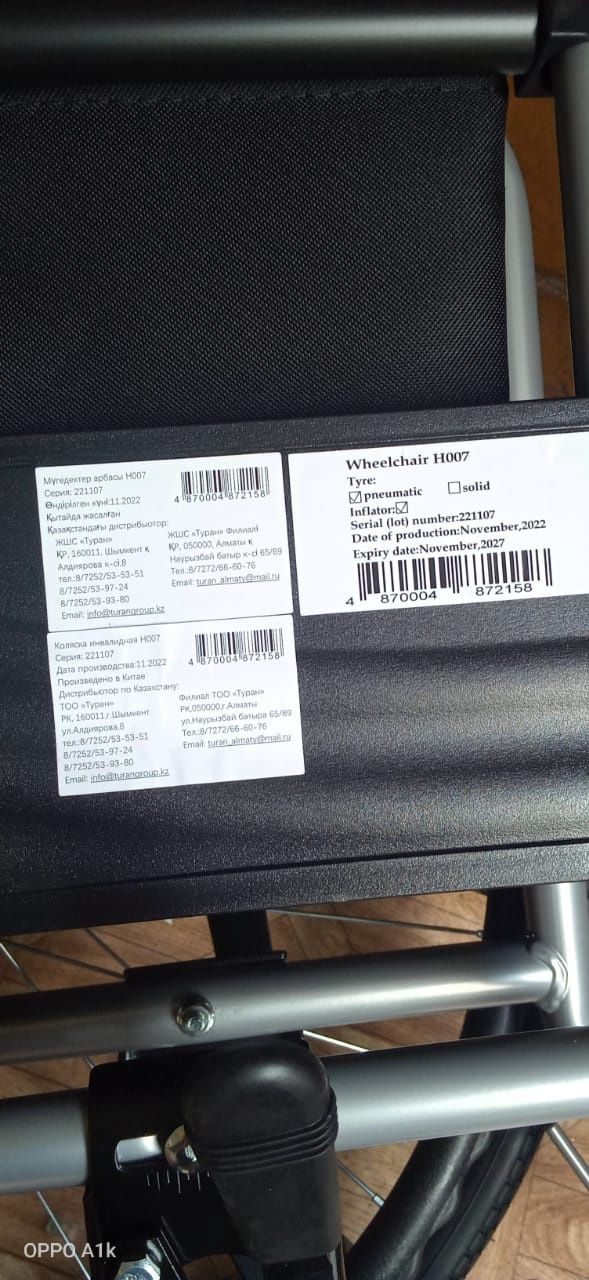 Мүгедектер арбасы H007
Серия: 221107
Өндірілген күні:11.2022
Қытайда жасалған
Қазақстандағы дистрибьютор:
ЖШС «Туран»
ҚР, 160011, Шымкент қ
Алдиярова к-сі,8
тел.:8/7252/53-53-51
8/7252/53-97-24
8/7252/53-93-80
Email: info@turangroup.kz
4 870004 872158
ЖШС «Туран» Филиалі
ҚР, 050000, Алматы қ
Наурызбай батыр к-сі 65/69
Тел.:8/7272/66-60-76
Email: turan_almaty@mail.ru
Wheelchair H007
Tyre:
☑pneumatic ☐solid
Inflator:☑
Serial (lot) number:221107
Date of production:November,2022
Expiry date:November,2027
4 870004 872158
Коляска инвалидная H007
Серия: 221107
Дата производства:11.2022
Произведено в Китае
Дистрибьютор по Казахстану:
ТОО «Туран»
РК, 160011,г.Шымкент
ул.Алдиярова,8
тел.:8/7252/53-53-51
8/7252/53-97-24
8/7252/53-93-80
Email: info@turangroup.kz
4 870004 872158
Филиал ТОО «Туран»
РК,050000,г.Алматы
ул.Наурызбай батыра 65/69
Тел.:8/7272/66-60-76
Email: turan_almaty@mail.ru
OPPO A1k